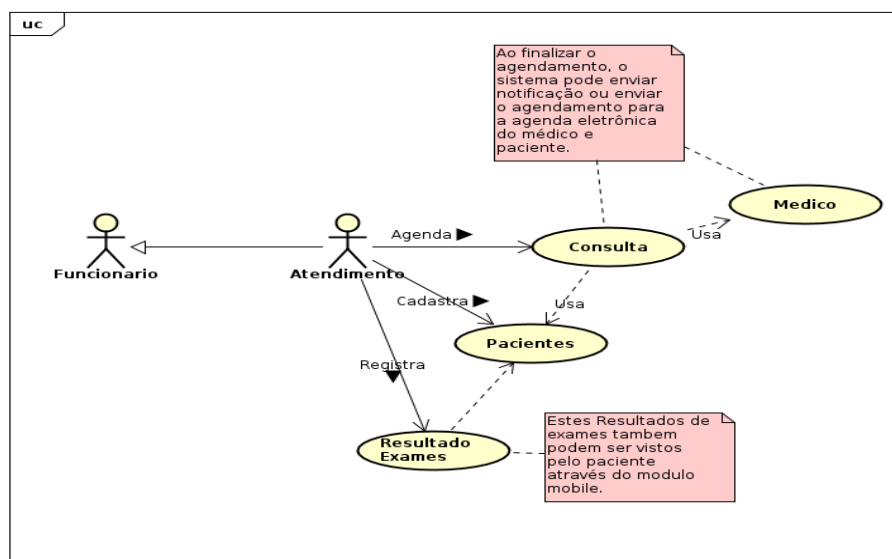 uc
Ao finalizar o
agendamento, o
sistema pode enviar
notificação ou enviar
o agendamento para
a agenda eletrônica
do médico e
paciente.
Medico
Usa
Agenda
Consulta
Funcionario
Atendimento
Cadastra
Usa
Pacientes
Registra
Resultado
Exames
Estes Resultados de
exames tambem
podem ser vistos
pelo paciente
através do modulo
mobile.